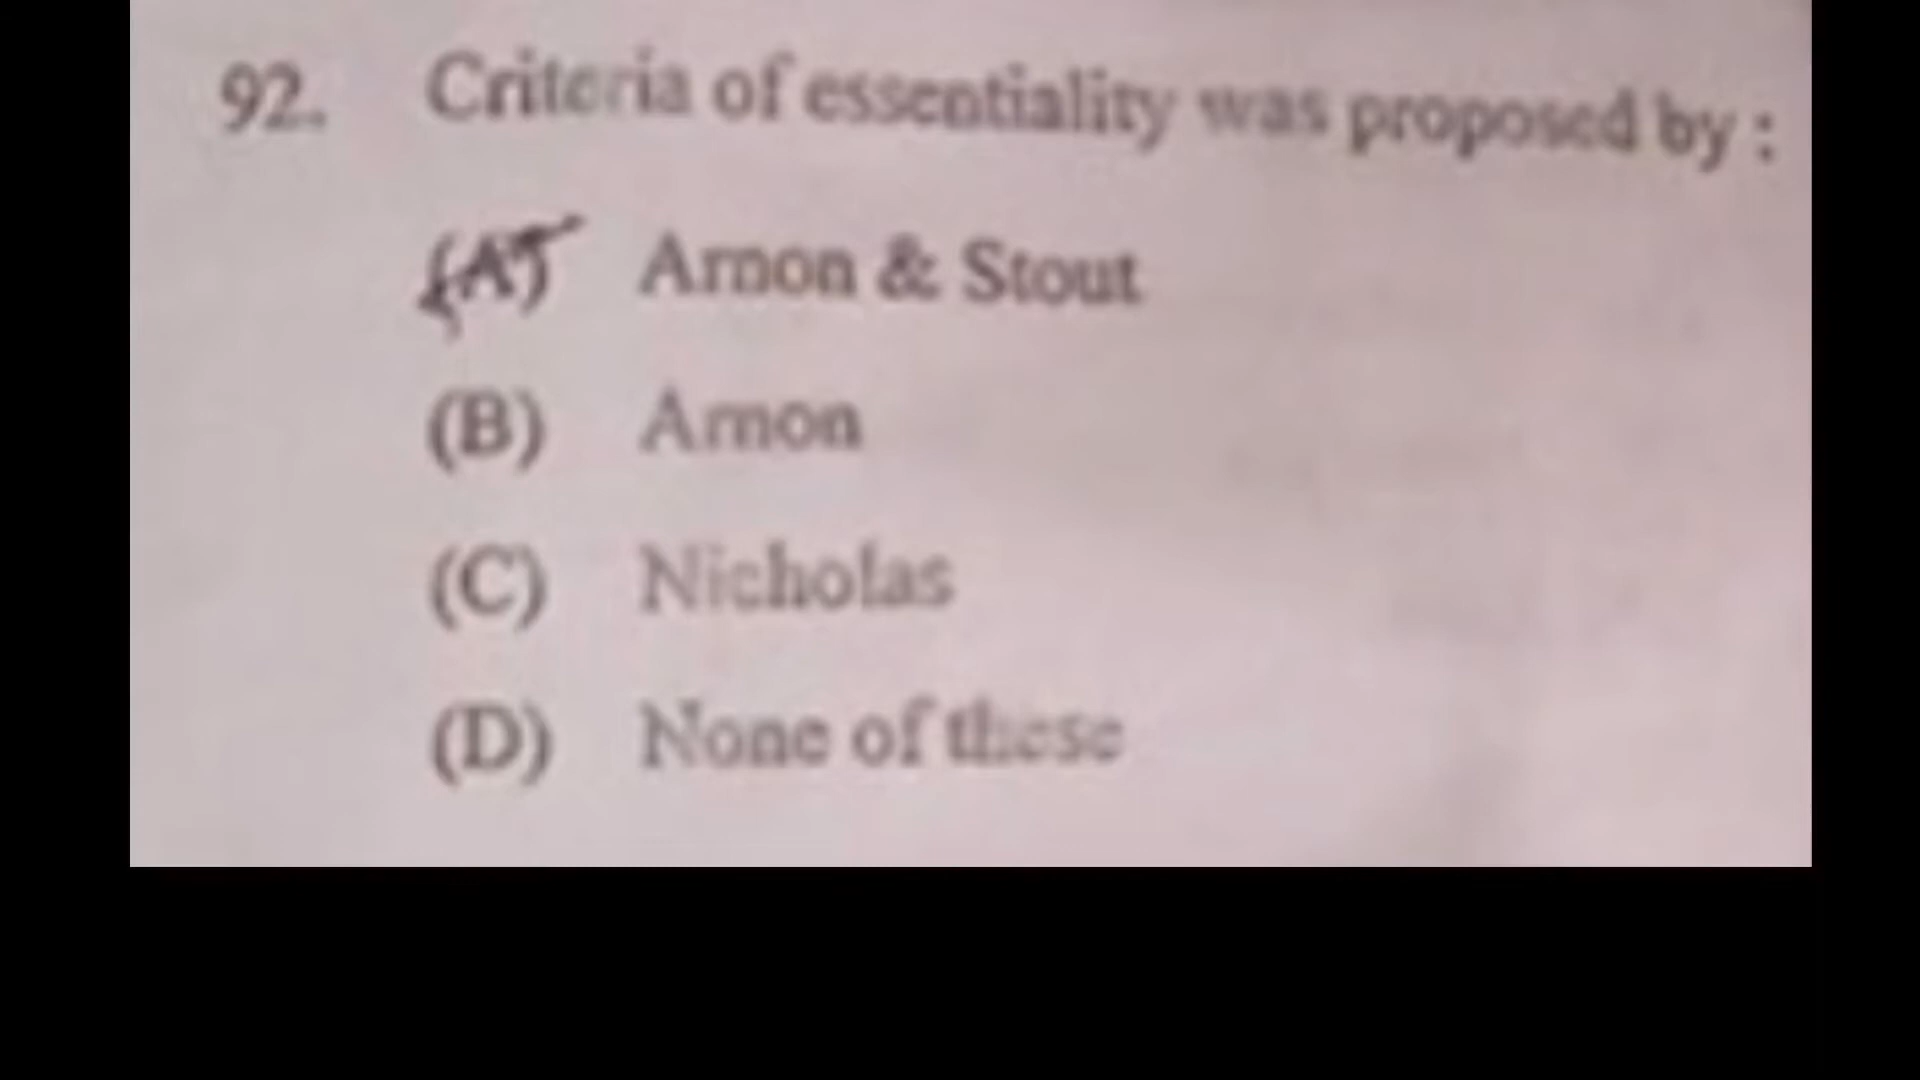 92. Criteria of essentiality was proposed by :
(A) Arnon & Stout
(B) Arnon
(C) Nicholas
(D) None of these